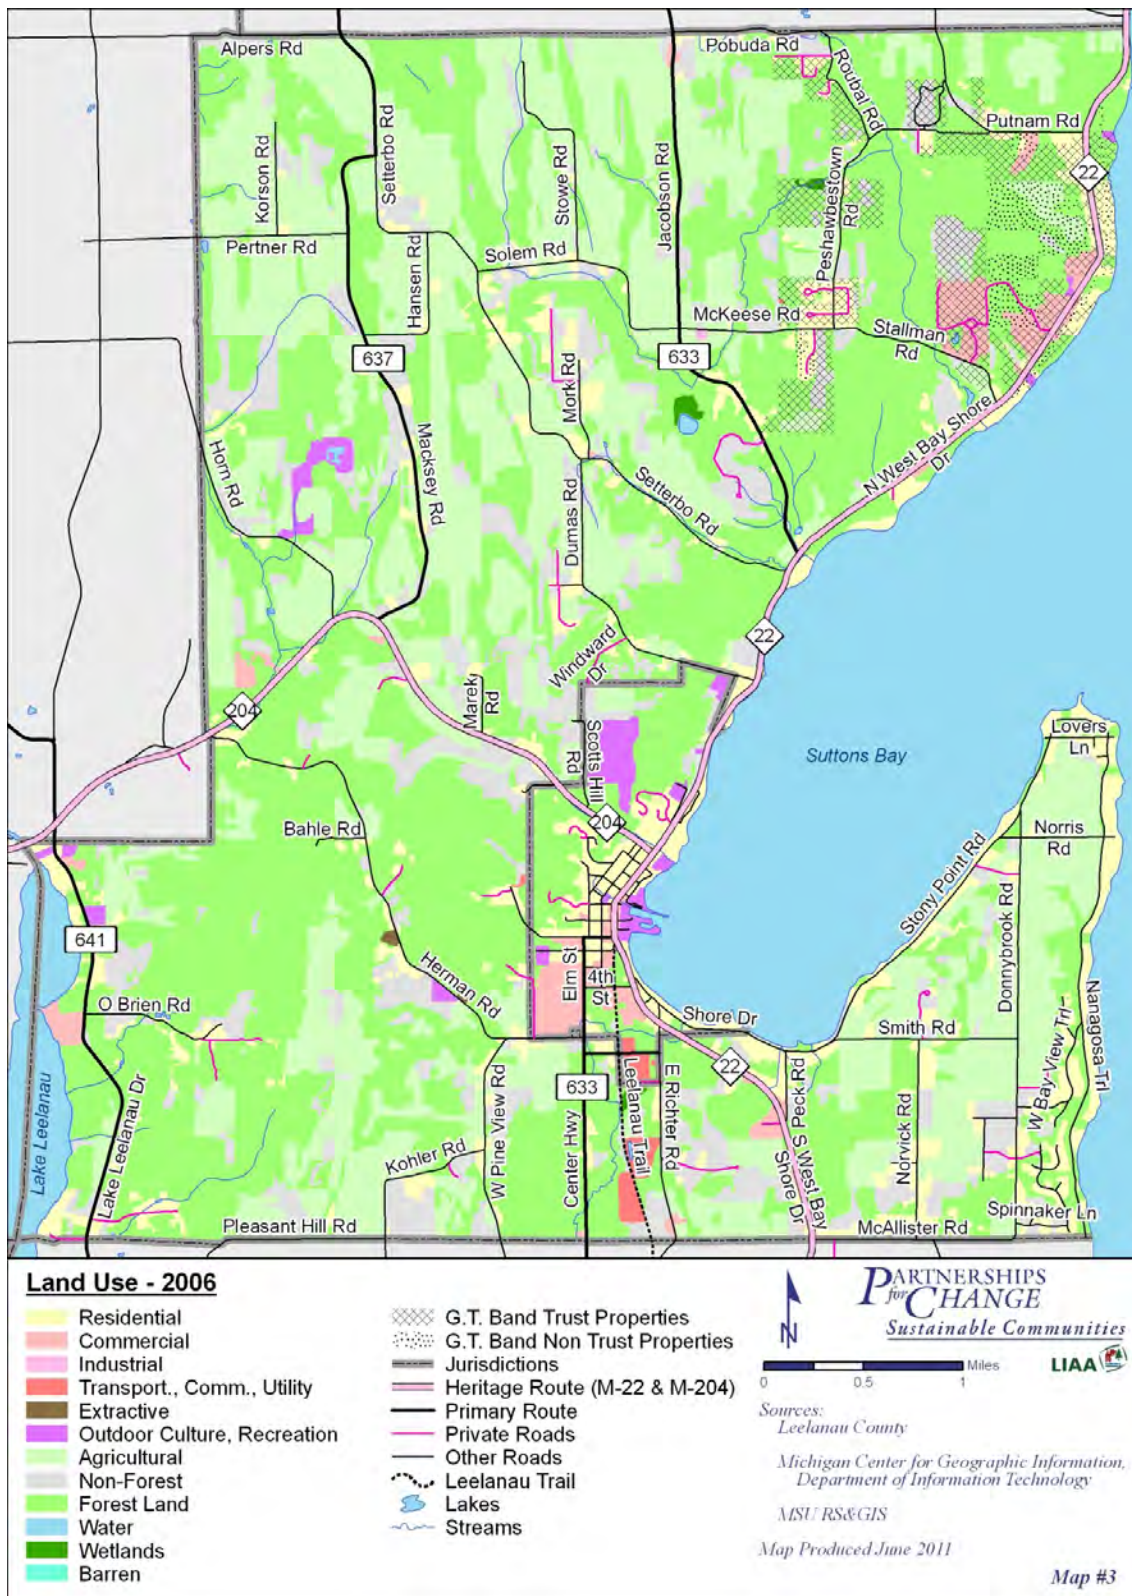 Alpers Rd
Pobuda Rd
Roubal Rd
Putnam Rd
22
Korson Rd
Setterbo Rd
Stowe Rd
Jacobson Rd
Peshawbestown
Rd
Pertner Rd
Hansen Rd
Solem Rd
McKeese Rd
Stallman
Rd
637
633
Mork Rd
N West Bay Shore
Dr
Horn Rd
Macksey Rd
Dumas Rd
Setterbo Rd
22
Windward
Dr
Marek
Rd
204
Scotts Hill
Rd
Suttons Bay
Lovers
Ln
204
Bahle Rd
Norris
Rd
Stony Point Rd
Donnybrook Rd
641
Herman Rd
Elm St
4th
St
O Brien Rd
Shore Dr
Smith Rd
Nanagosa Trl
W Bay View Trl
22
Lake Leelanau
Lake Leelanau Dr
W Pine View Rd
633
Center Hwy
Leelanau Trail
E Richter Rd
S Peck Rd
S West Bay
Shore Dr
Norvick Rd
Kohler Rd
Pleasant Hill Rd
McAllister Rd
Spinnaker Ln
Land Use - 2006
Residential
Commercial
Industrial
Transport., Comm., Utility
Extractive
Outdoor Culture, Recreation
Agricultural
Non-Forest
Forest Land
Water
Wetlands
Barren
G.T. Band Trust Properties
G.T. Band Non Trust Properties
Jurisdictions
Heritage Route (M-22 & M-204)
Primary Route
Private Roads
Other Roads
Leelanau Trail
Lakes
Streams
N
PARTNERSHIPS
for CHANGE
Sustainable Communities
Miles
0 0.5 1
LIAA
Sources:
Leelanau County
Michigan Center for Geographic Information,
Department of Information Technology
MSU RS&GIS
Map Produced June 2011
Map #3